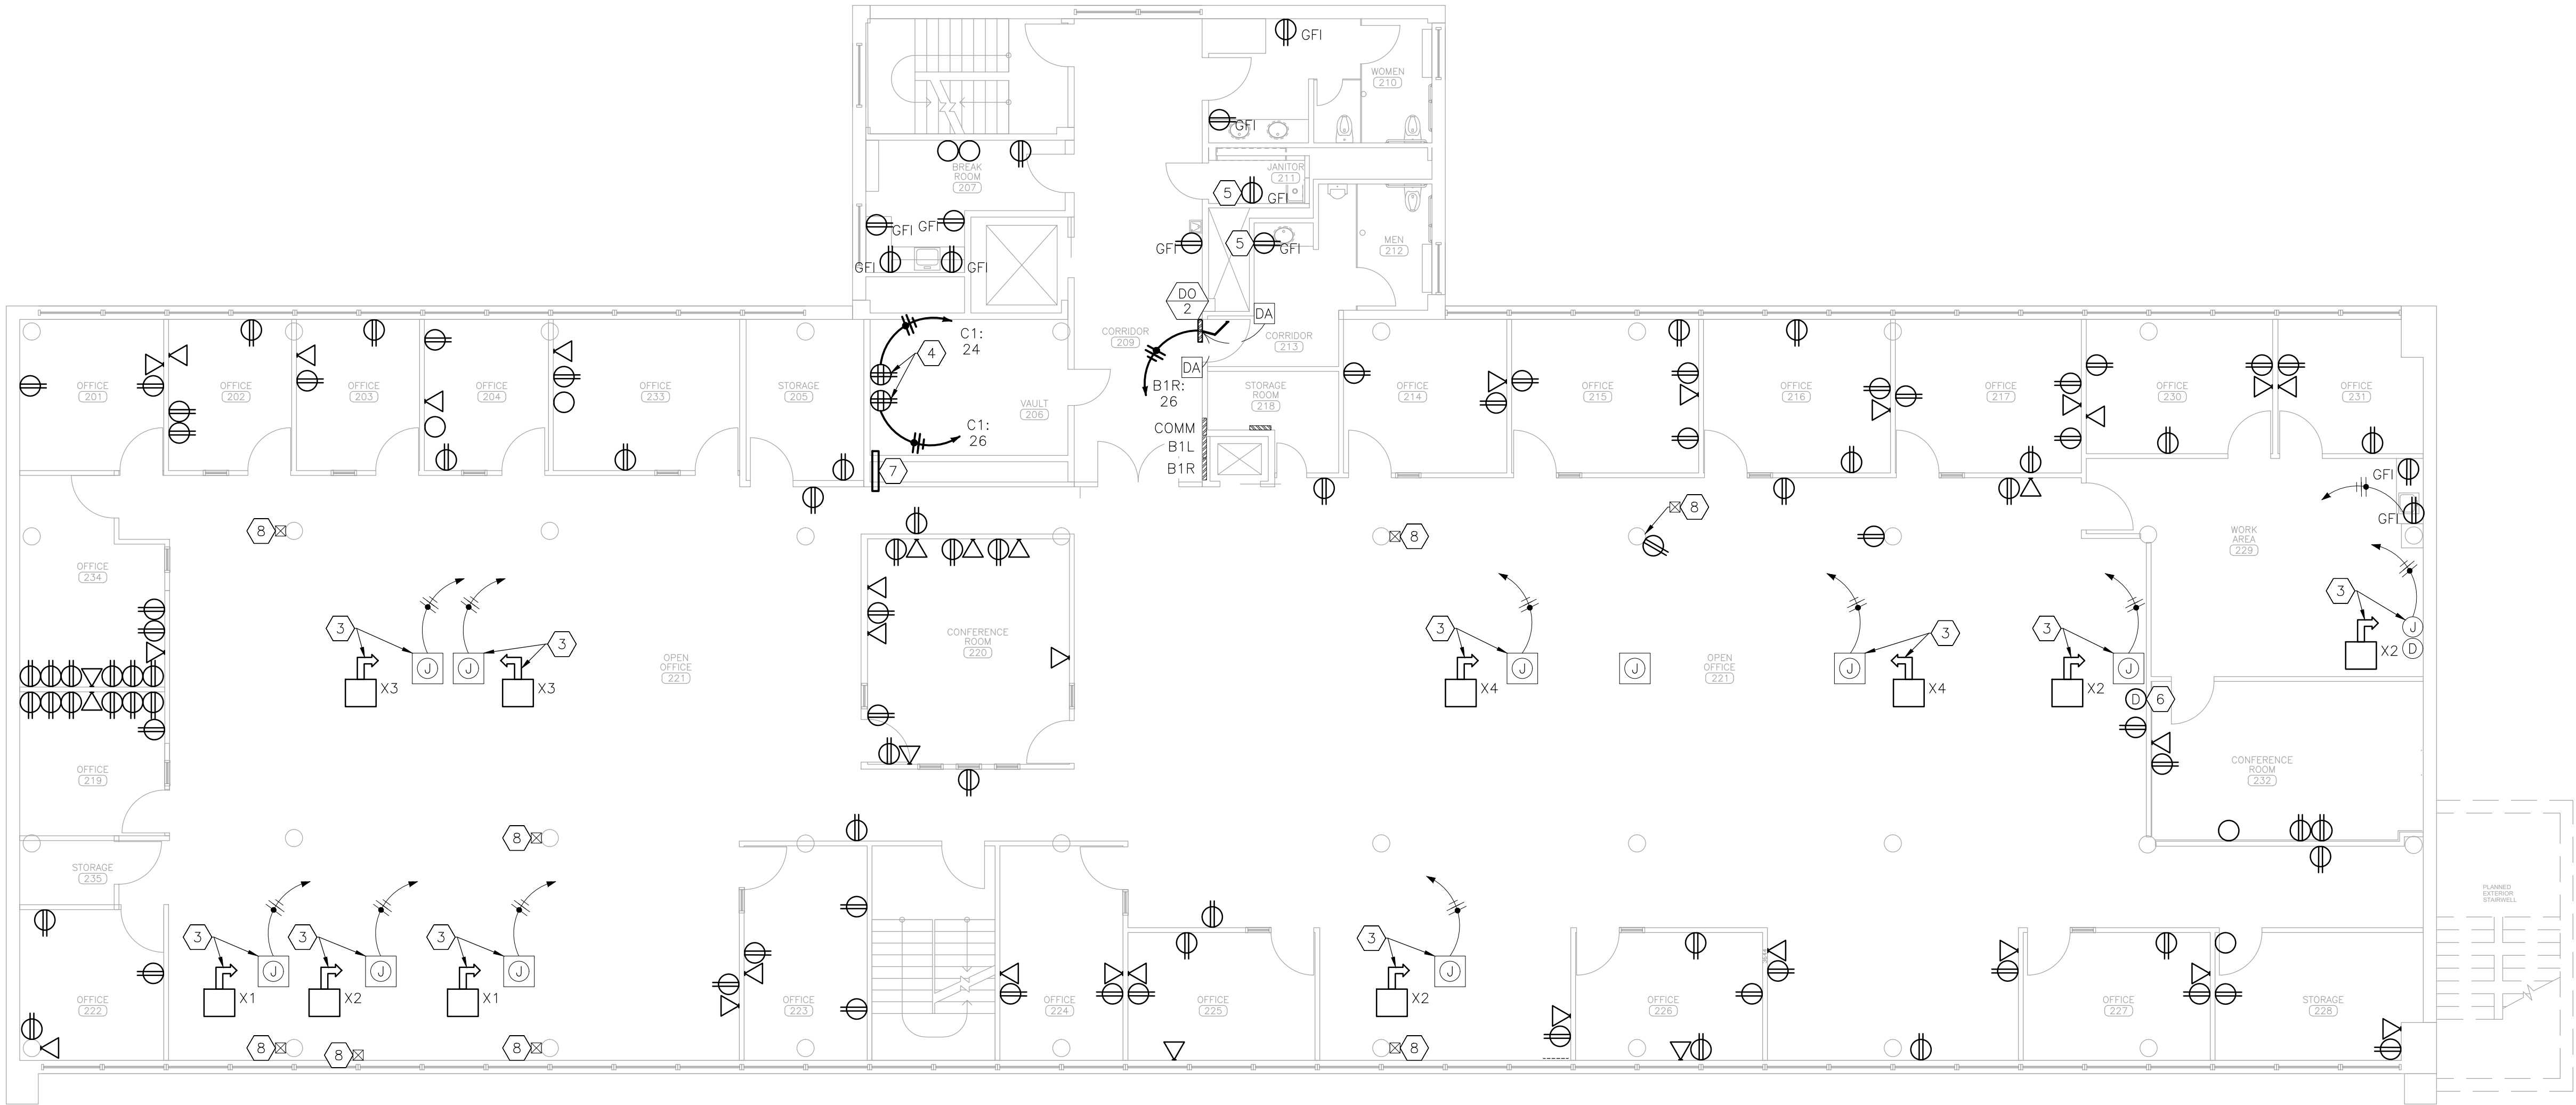 GFI
WOMEN
210
GFI
BREAK
ROOM
207
JANITOR
211
5
GFI
GFI
GFI
GFI
5
GFI
MEN
212
GFI
GFI
DO
2
DA
C1:
24
4
CORRIDOR
209
CORRIDOR
213
DA
B1R:
26
OFFICE
201
OFFICE
202
OFFICE
203
OFFICE
204
OFFICE
233
STORAGE
205
VAULT
206
STORAGE
ROOM
218
OFFICE
214
OFFICE
215
OFFICE
216
OFFICE
217
OFFICE
230
OFFICE
231
C1:
26
COMM
B1L
B1R
7
GFI
8
8
8
GFI
WORK
AREA
229
OFFICE
234
3
3
3
3
3
3
J
J
X3
X3
OPEN
OFFICE
221
CONFERENCE
ROOM
220
J
X4
J
OPEN
OFFICE
221
J
X4
J
X2
J
X2
D
D
6
OFFICE
219
CONFERENCE
ROOM
232
8
STORAGE
235
PLANNED
EXTERIOR
STAIRWELL
3
3
3
3
J
X1
J
X2
J
X1
J
X2
OFFICE
222
OFFICE
223
OFFICE
224
OFFICE
225
OFFICE
226
OFFICE
227
STORAGE
228
8
8
8
8